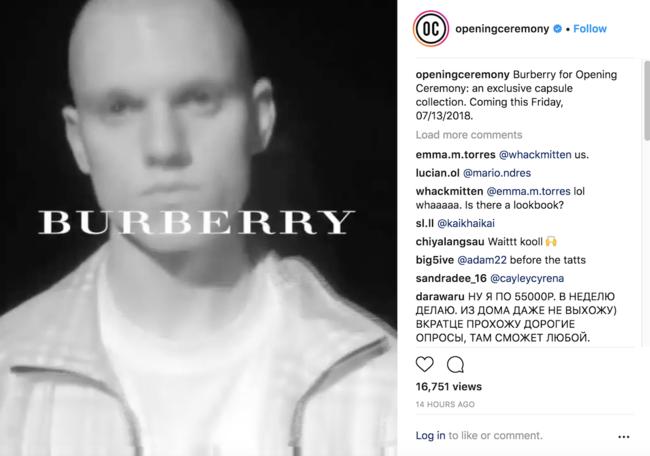 BURBERRY
OC
openingceremony • Follow
openingceremony Burberry for Opening
Ceremony: an exclusive capsule
collection. Coming this Friday,
07/13/2018.
Load more comments
emma.m.torres @whackmitten us.
lucian.ol @mario.ndres
whackmitten @emma.m.torres lol
whaaaaa. Is there a lookbook?
sl.ll @kaikhaikai
chiyalangsau Waittt kooll 🙌
big5ive @adam22 before the tatts
sandradee_16 @cayleycyrena
darawaru НУ Я ПО 55000Р. В НЕДЕЛЮ
ДЕЛАЮ. ИЗ ДОМА ДАЖЕ НЕ ВЫХОЖУ)
ВКРАТЦЕ ПРОХОЖУ ДОРОГИЕ
ОПРОСЫ, ТАМ СМОЖЕТ ЛЮБОЙ.
16,751 views
14 HOURS AGO
Log in to like or comment.